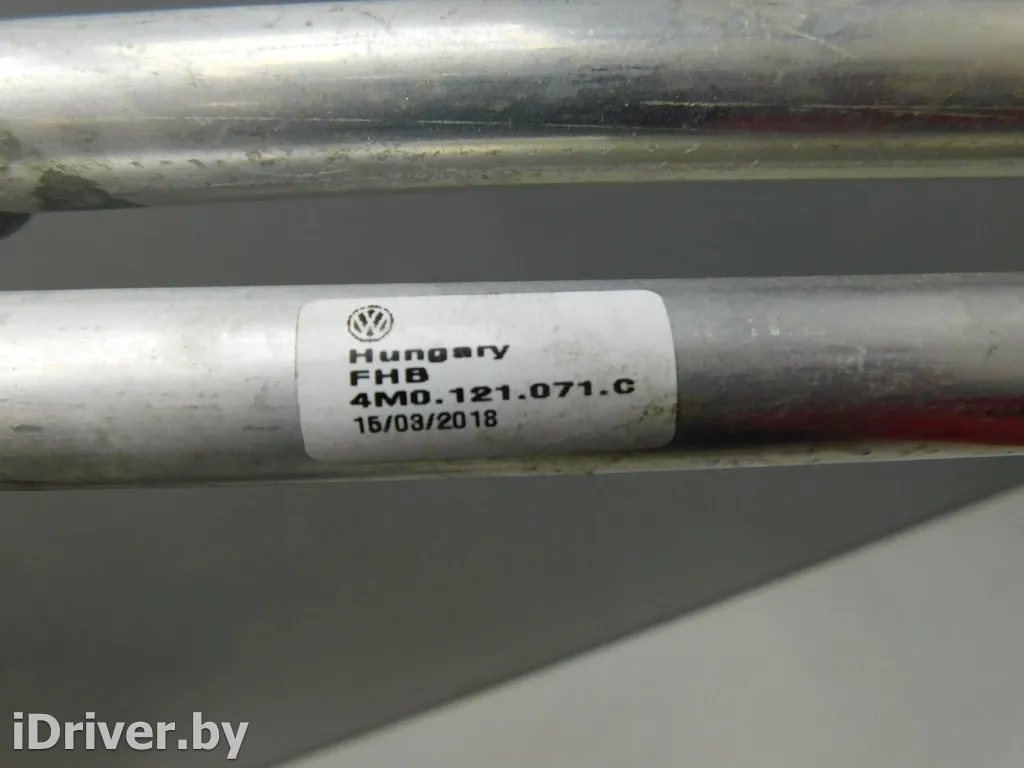 Hungary
FHB
4M0.121.071.C
15/03/2018
iDriver.by